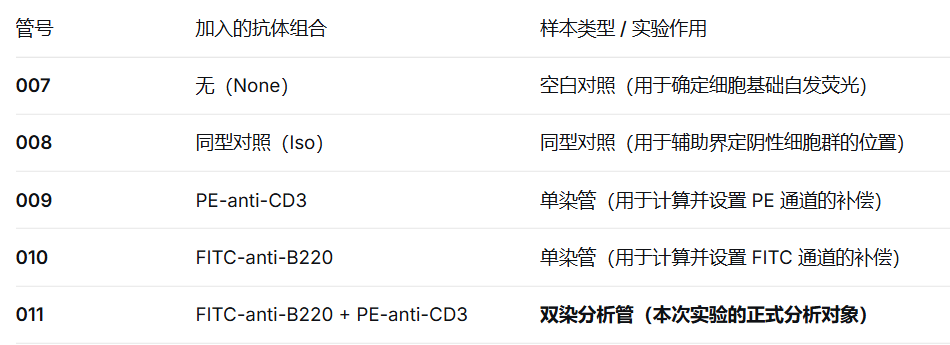 管号 加入的抗体组合 样本类型 / 实验作用
007 无（None） 空白对照（用于确定细胞基础自发荧光）
008 同型对照（Iso） 同型对照（用于辅助界定阴性细胞群的位置）
009 PE-anti-CD3 单染管（用于计算并设置 PE 通道的补偿）
010 FITC-anti-B220 单染管（用于计算并设置 FITC 通道的补偿）
011 FITC-anti-B220 + PE-anti-CD3 双染分析管（本次实验的正式分析对象）